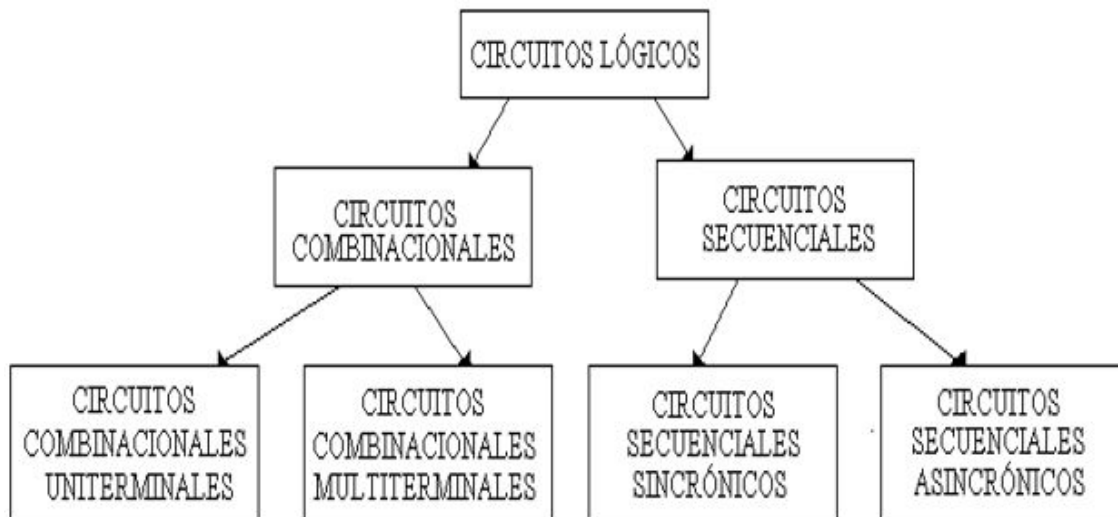 CIRCUITOS LÓGICOS
CIRCUITOS
COMBINACIONALES
CIRCUITOS
SECUENCIALES
CIRCUITOS
COMBINACIONALES
UNITERMINALES
CIRCUITOS
COMBINACIONALES
MULTITERMINALES
CIRCUITOS
SECUENCIALES
SINCRÓNICOS
CIRCUITOS
SECUENCIALES
ASINCRÓNICOS